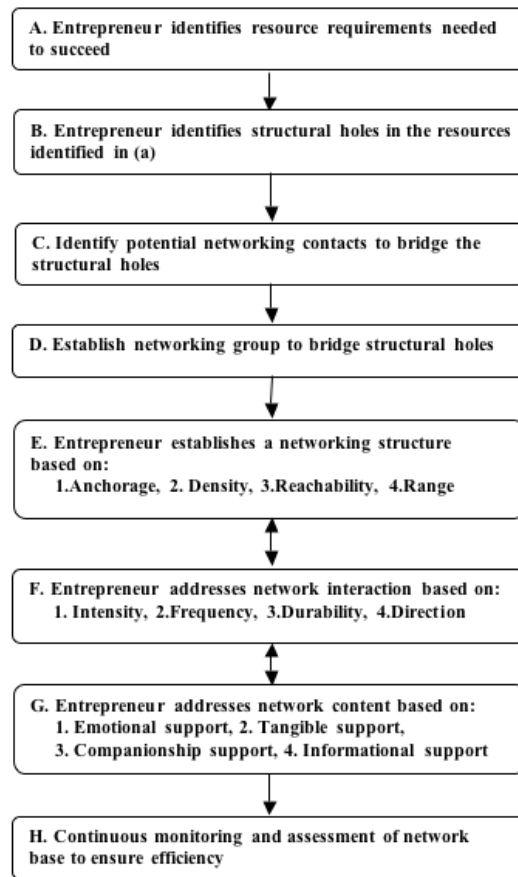 A. Entrepreneur identifies resource requirements needed
to succeed
B. Entrepreneur identifies structural holes in the resources
identified in (a)
C. Identify potential networking contacts to bridge the
structural holes
D. Establish networking group to bridge structural holes
E. Entrepreneur establishes a networking structure
based on:
1.Anchorage, 2. Density, 3.Reachability, 4.Range
F. Entrepreneur addresses network interaction based on:
1. Intensity, 2.Frequency, 3.Durability, 4.Direction
G. Entrepreneur addresses network content based on:
1. Emotional support, 2. Tangible support,
3. Companionship support, 4. Informational support
H. Continuous monitoring and assessment of network
base to ensure efficiency